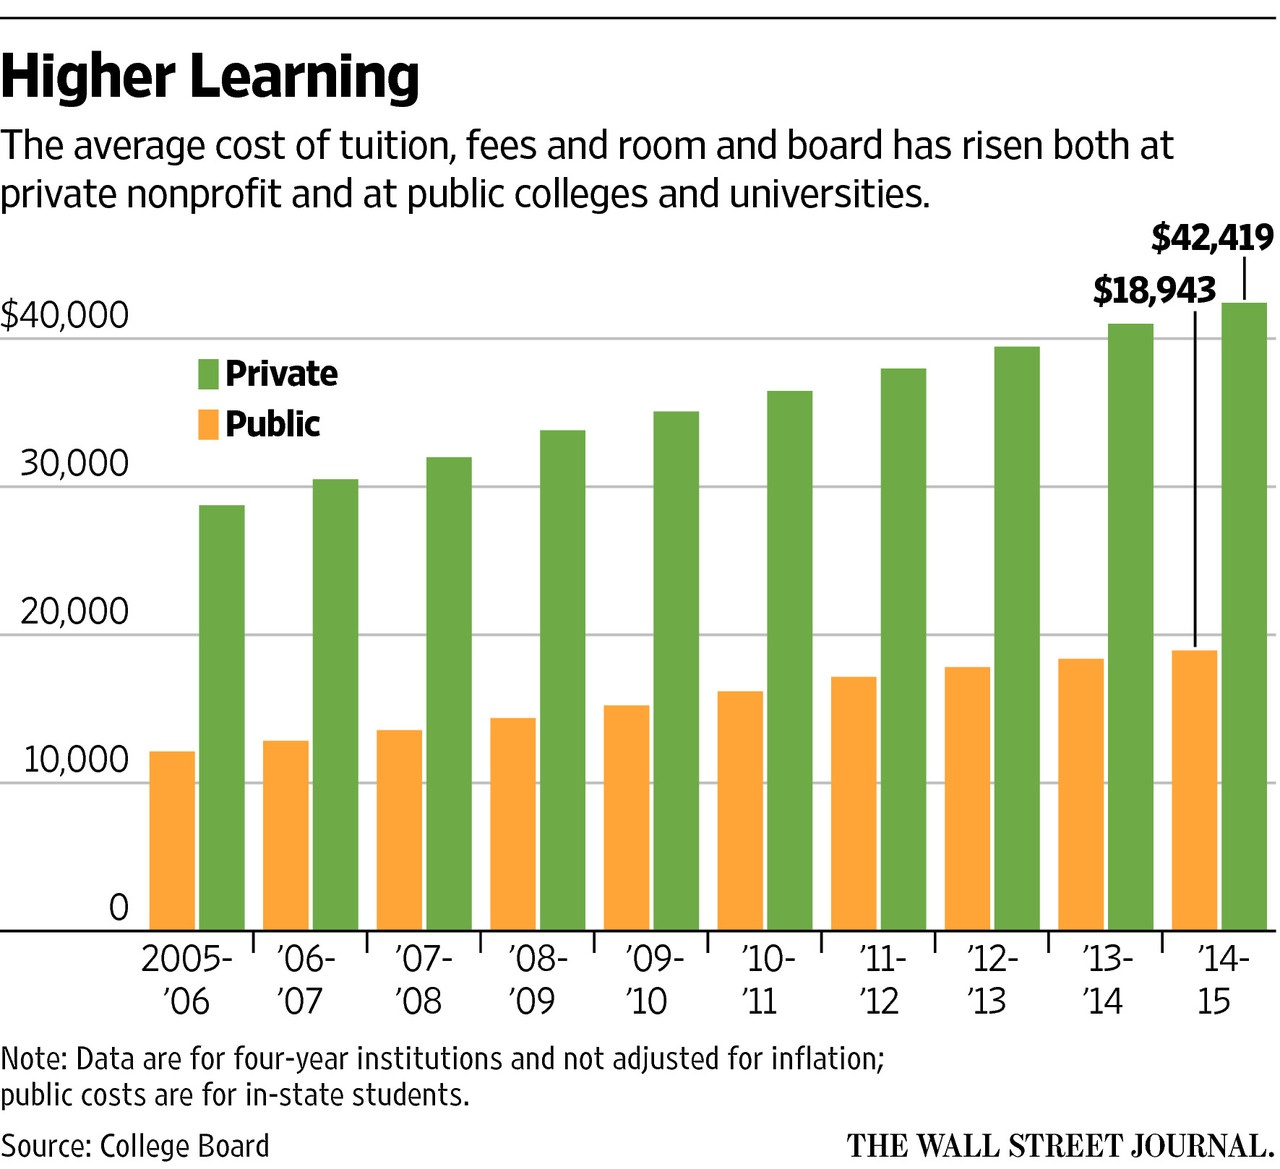 Higher Learning
The average cost of tuition, fees and room and board has risen both at
private nonprofit and at public colleges and universities.
$42,419
$18,943
$40,000
Private
Public
30,000
20,000
10,000
0
2005- ’06- ’07- ’08- ’09- ’10- ’11- ’12- ’13- ’14-
’06 ’07 ’08 ’09 ’10 ’11 ’12 ’13 ’14 15
Note: Data are for four-year institutions and not adjusted for inflation;
public costs are for in-state students.
Source: College Board
THE WALL STREET JOURNAL.